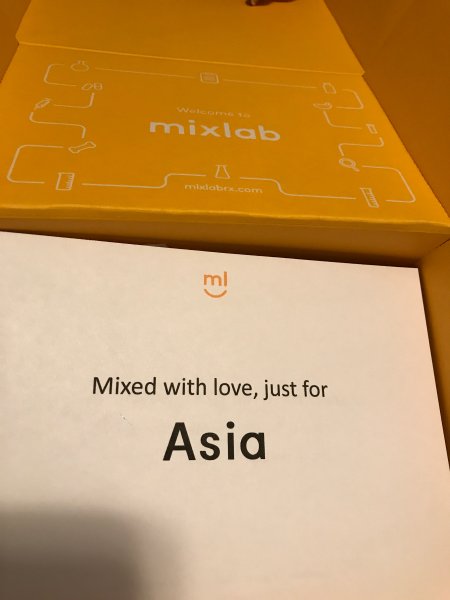 Welcome to
mixlab
mixlabrx.com
ml
Mixed with love, just for
Asia